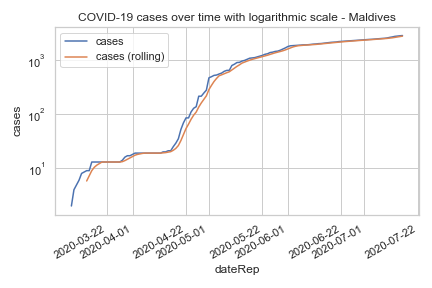 COVID-19 cases over time with logarithmic scale - Maldives
cases
cases (rolling)
10³
10²
10¹
cases
2020-03-22
2020-04-01
2020-04-22
2020-05-01
2020-05-22
2020-06-01
2020-06-22
2020-07-01
2020-07-22
dateRep